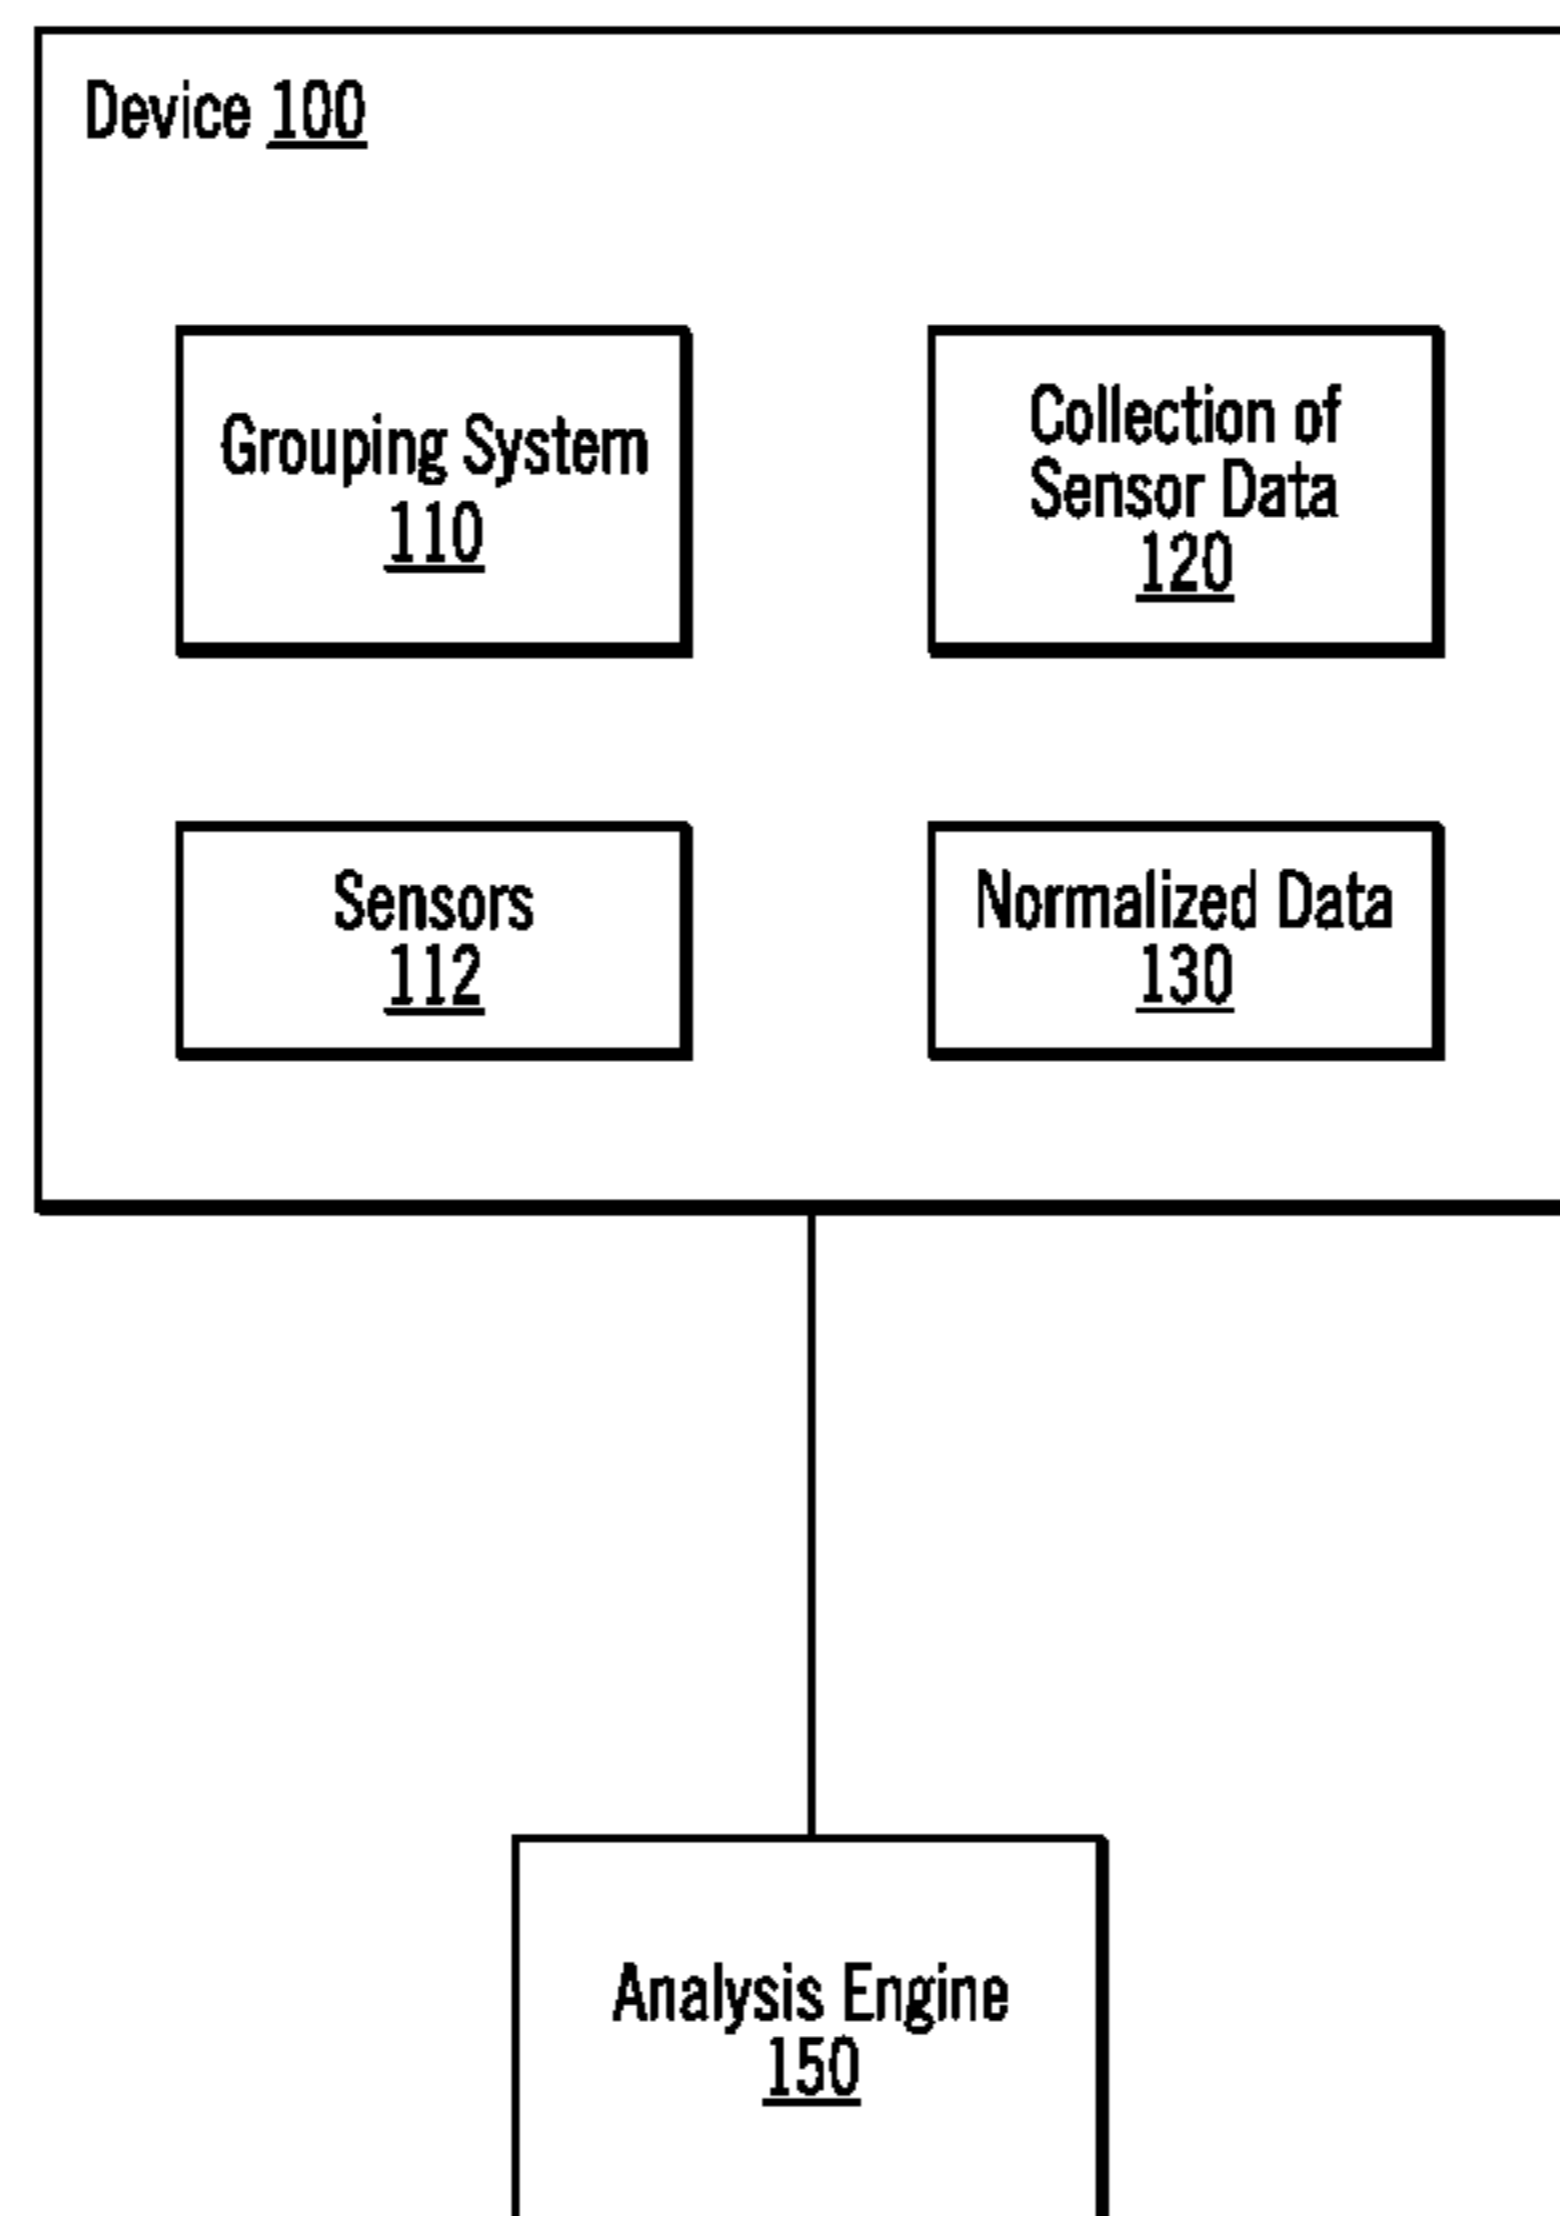 Device 100
Grouping System
110
Collection of
Sensor Data
120
Sensors
112
Normalized Data
130
Analysis Engine
150